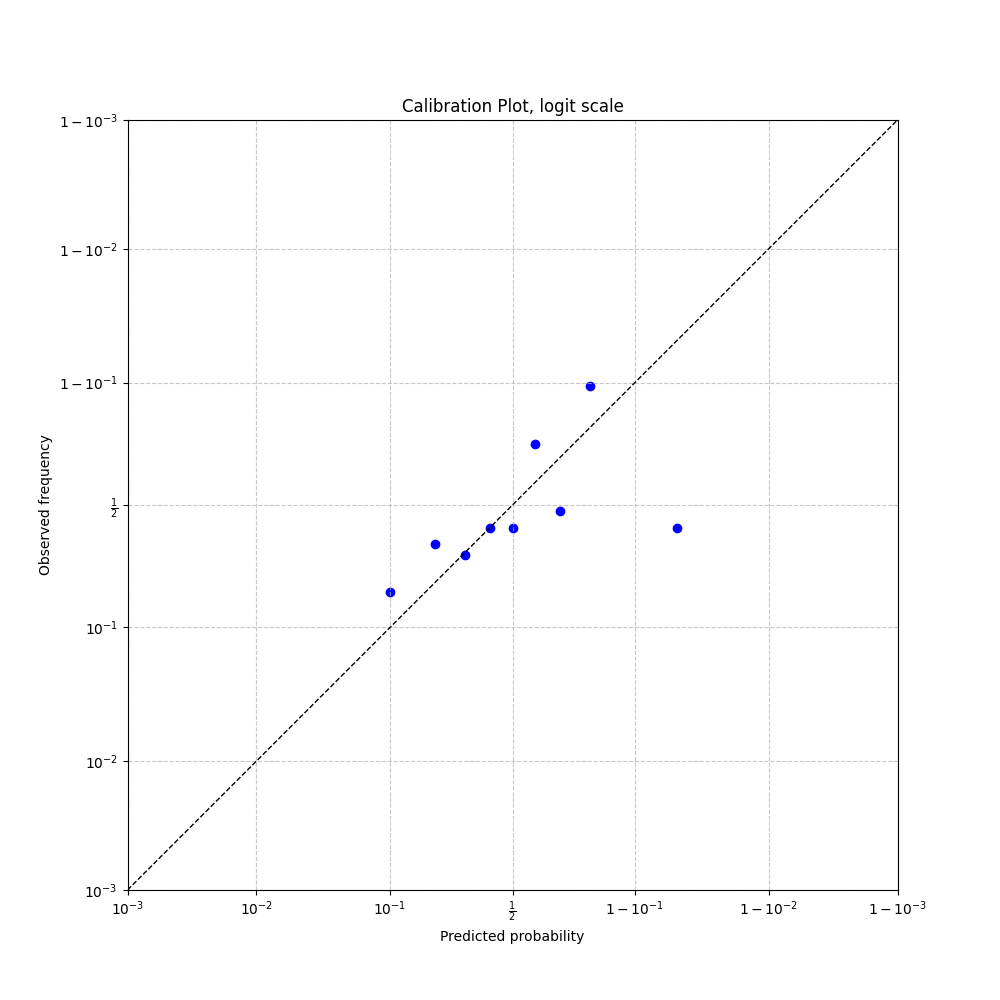 Calibration Plot, logit scale
1 − 10⁻³
1 − 10⁻²
1 − 10⁻¹
½
10⁻¹
10⁻²
10⁻³
Observed frequency
10⁻³ 10⁻² 10⁻¹ ½ 1 − 10⁻¹ 1 − 10⁻² 1 − 10⁻³
Predicted probability